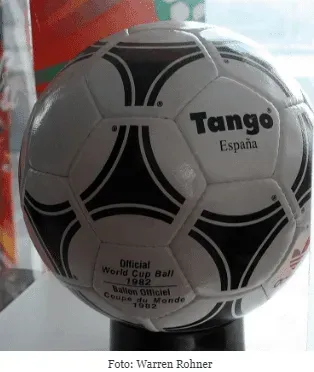 Tango
España
Official
World Cup Ball
1982
Ballon Officiel
Coupe du Monde
1982
Foto: Warren Rohner